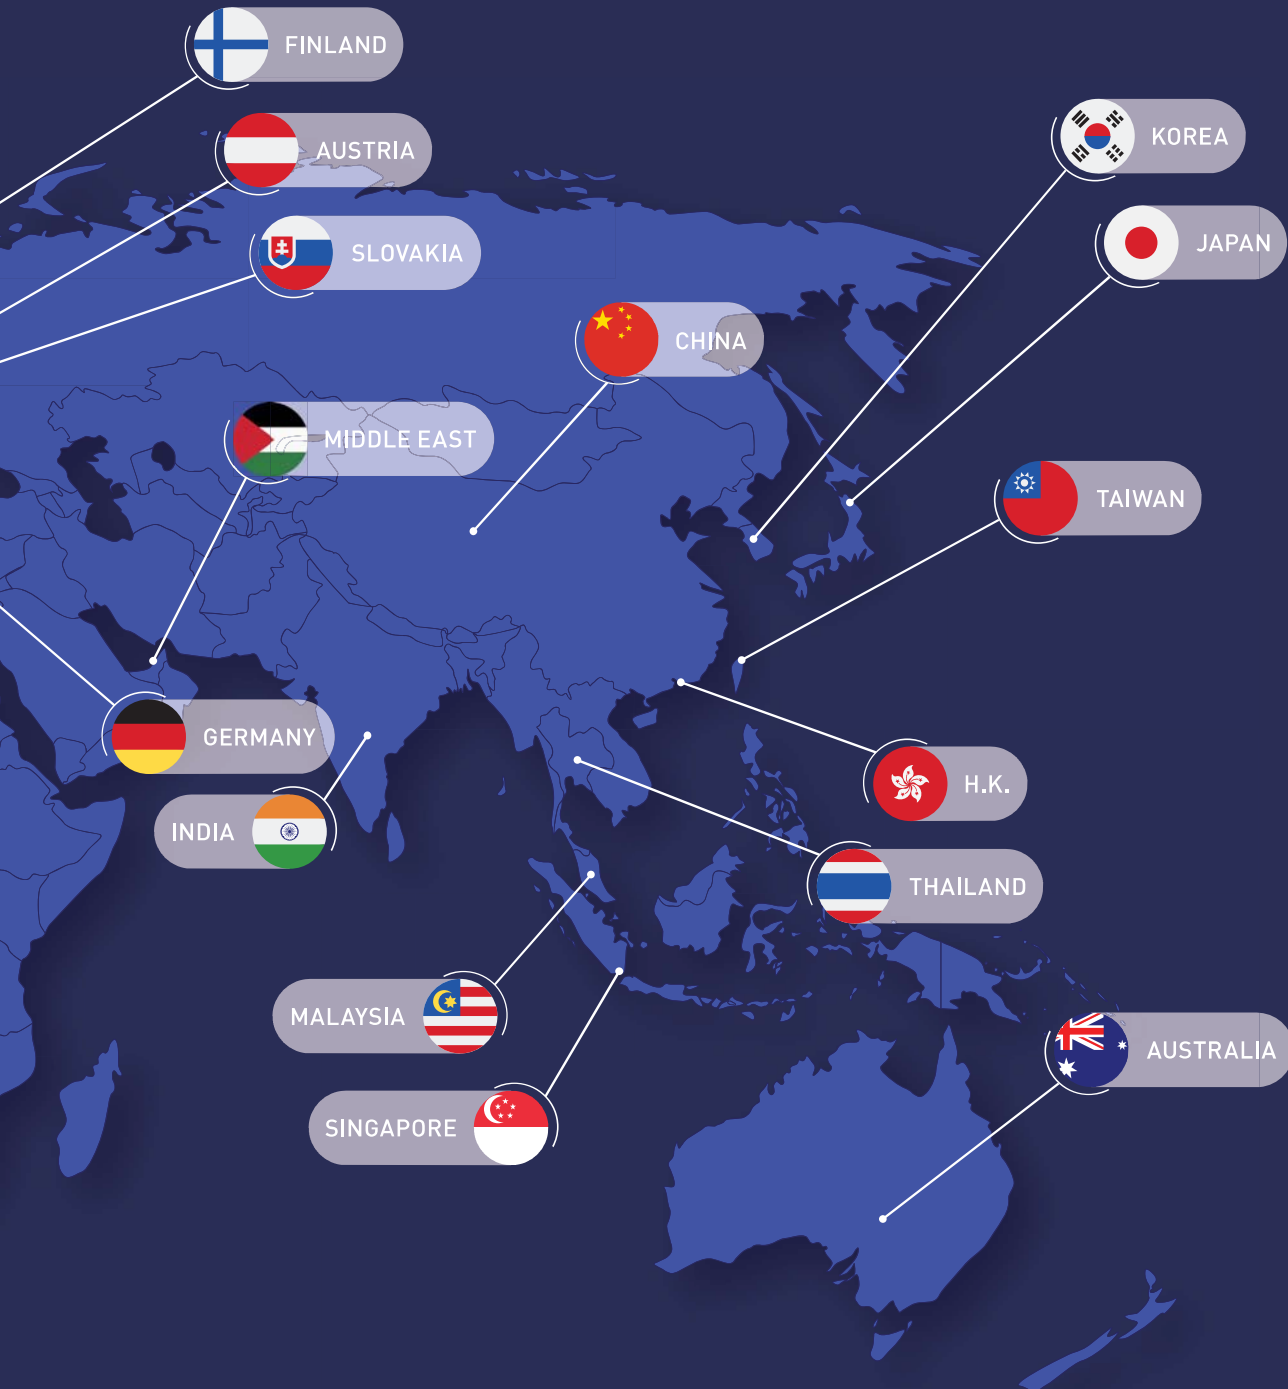 FINLAND
AUSTRIA
KOREA
JAPAN
SLOVAKIA
CHINA
MIDDLE EAST
TAIWAN
GERMANY
H.K.
INDIA
THAILAND
MALAYSIA
AUSTRALIA
SINGAPORE